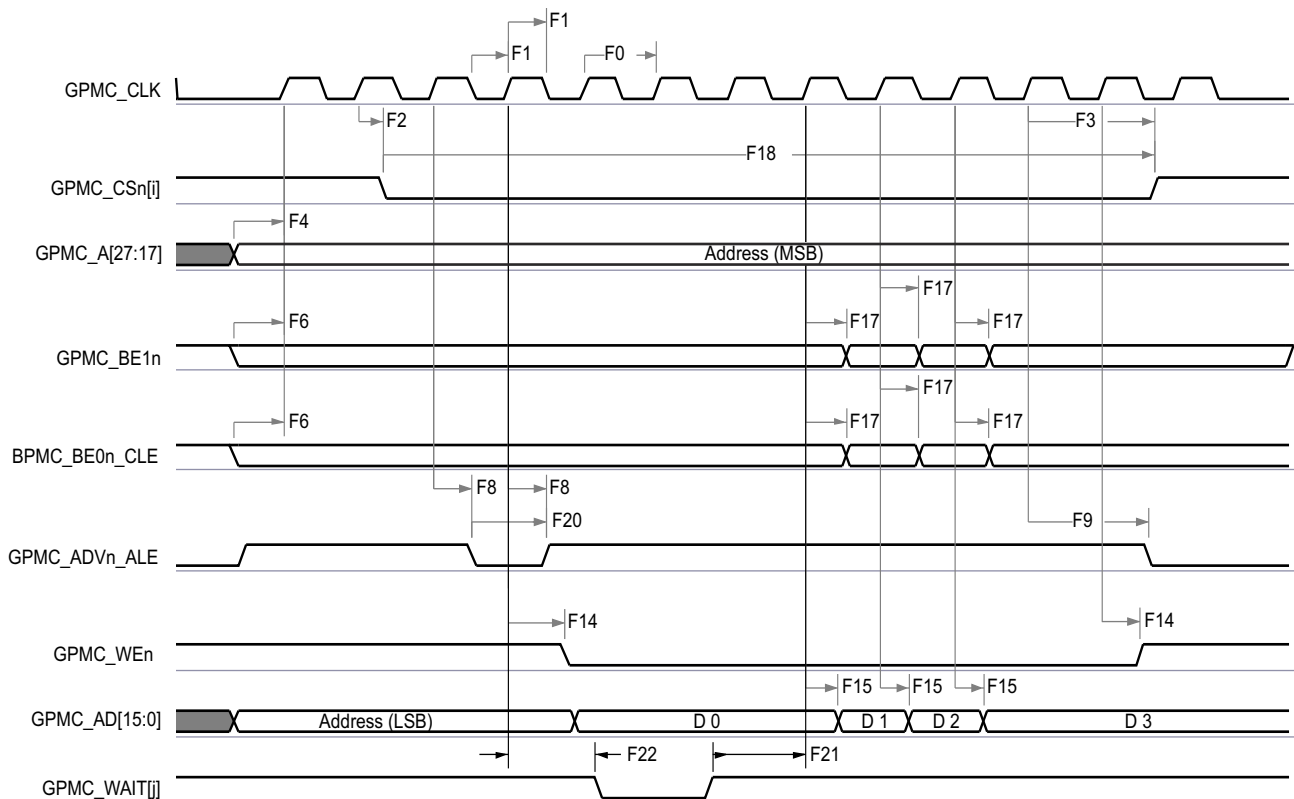 F1
F1
F0
GPMC_CLK
F2
F3
F18
GPMC_CSn[i]
F4
GPMC_A[27:17]
Address (MSB)
F17
F6
F17
F17
GPMC_BE1n
F17
F6
F17
F17
BPMC_BE0n_CLE
F8
F8
F20
F9
GPMC_ADVn_ALE
F14
F14
GPMC_WEn
F15
F15
F15
GPMC_AD[15:0]
Address (LSB)
D 0
D 1
D 2
D 3
F22
F21
GPMC_WAIT[j]